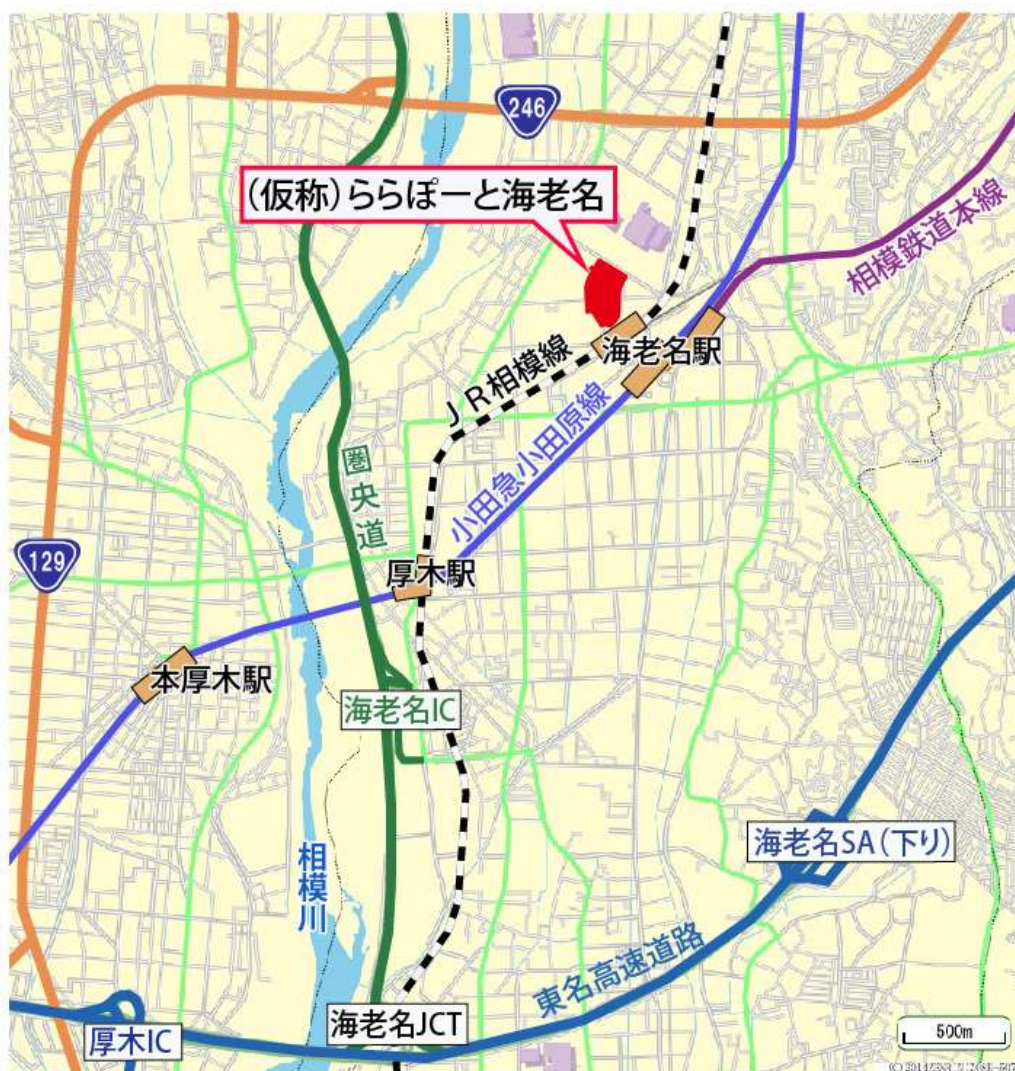 246
(仮称)ららぽーと海老名
相模鉄道本線
海老名駅
JR相模線
小田急小田原線
圏央道
129
厚木駅
本厚木駅
海老名IC
海老名SA(下り)
相模川
東名高速道路
海老名JCT
厚木IC
500m